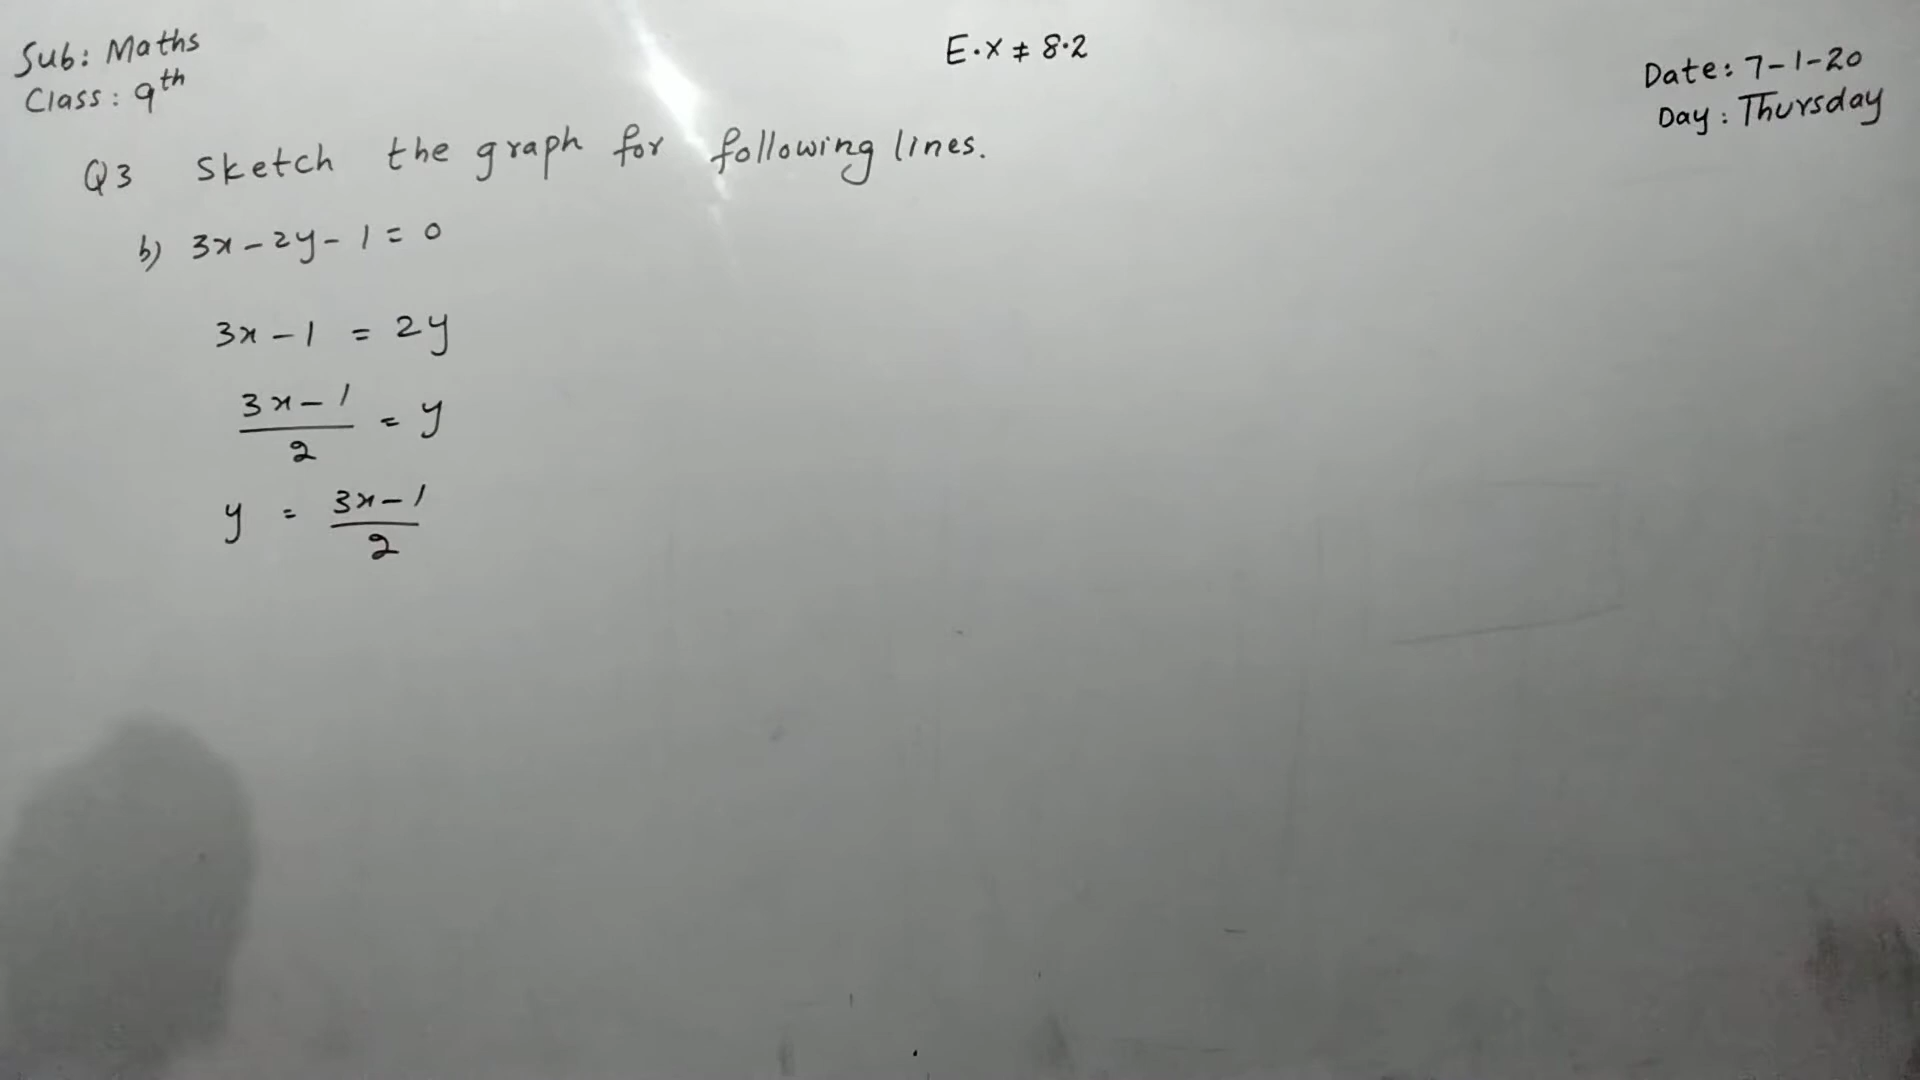 Sub: Maths
Class: 9th
E.X # 8.2
Date: 7-1-20
Day: Thursday
Q3 Sketch the graph for following lines.
b) 3x - 2y - 1 = 0
3x - 1 = 2y
3x - 1 / 2 = y
y = 3x - 1 / 2